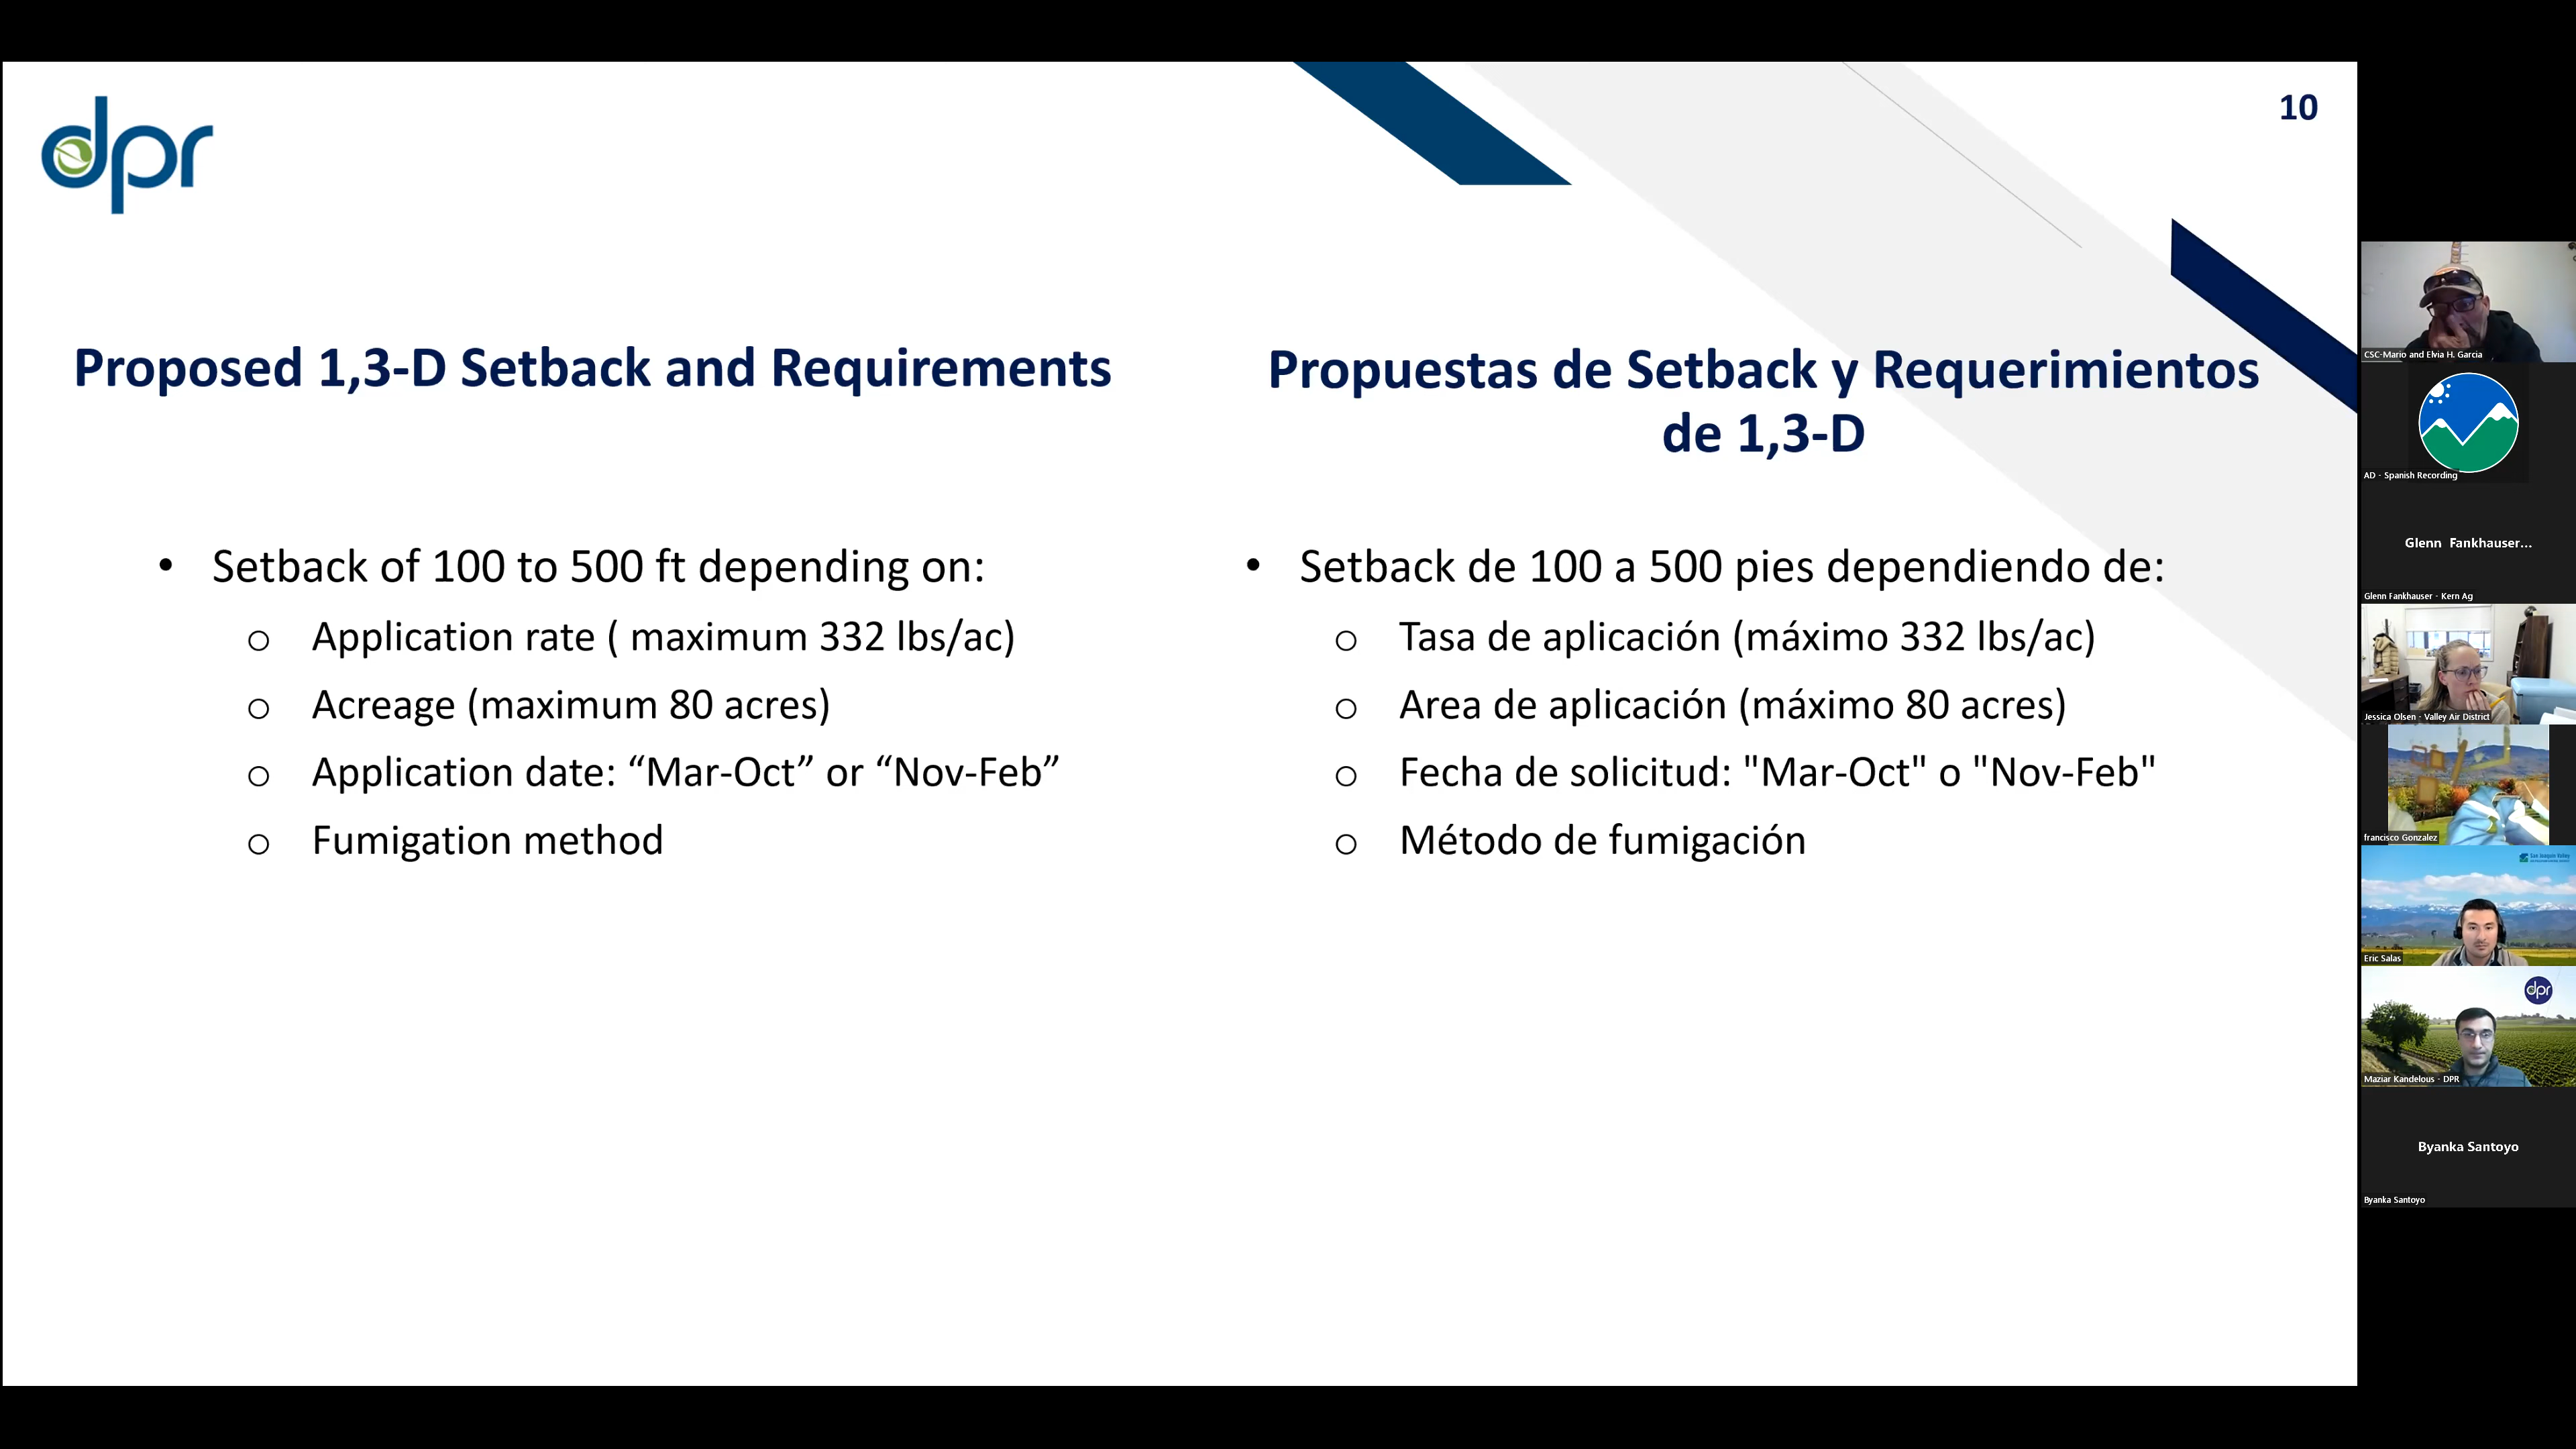 dpr
10
Proposed 1,3-D Setback and Requirements
• Setback of 100 to 500 ft depending on:
o Application rate ( maximum 332 lbs/ac)
o Acreage (maximum 80 acres)
o Application date: “Mar-Oct” or “Nov-Feb”
o Fumigation method
Propuestas de Setback y Requerimientos
de 1,3-D
• Setback de 100 a 500 pies dependiendo de:
o Tasa de aplicación (máximo 332 lbs/ac)
o Area de aplicación (máximo 80 acres)
o Fecha de solicitud: "Mar-Oct" o "Nov-Feb"
o Método de fumigación
CSC-Mario and Elvia H. Garcia
AD - Spanish Recording
Glenn Fankhauser...
Glenn Fankhauser - Kern Ag
Jessica Olsen - Valley Air District
francisco Gonzalez
San Joaquin Valley
Eric Salas
dpr
Maziar Kandelous - DPR
Byanka Santoyo
Byanka Santoyo